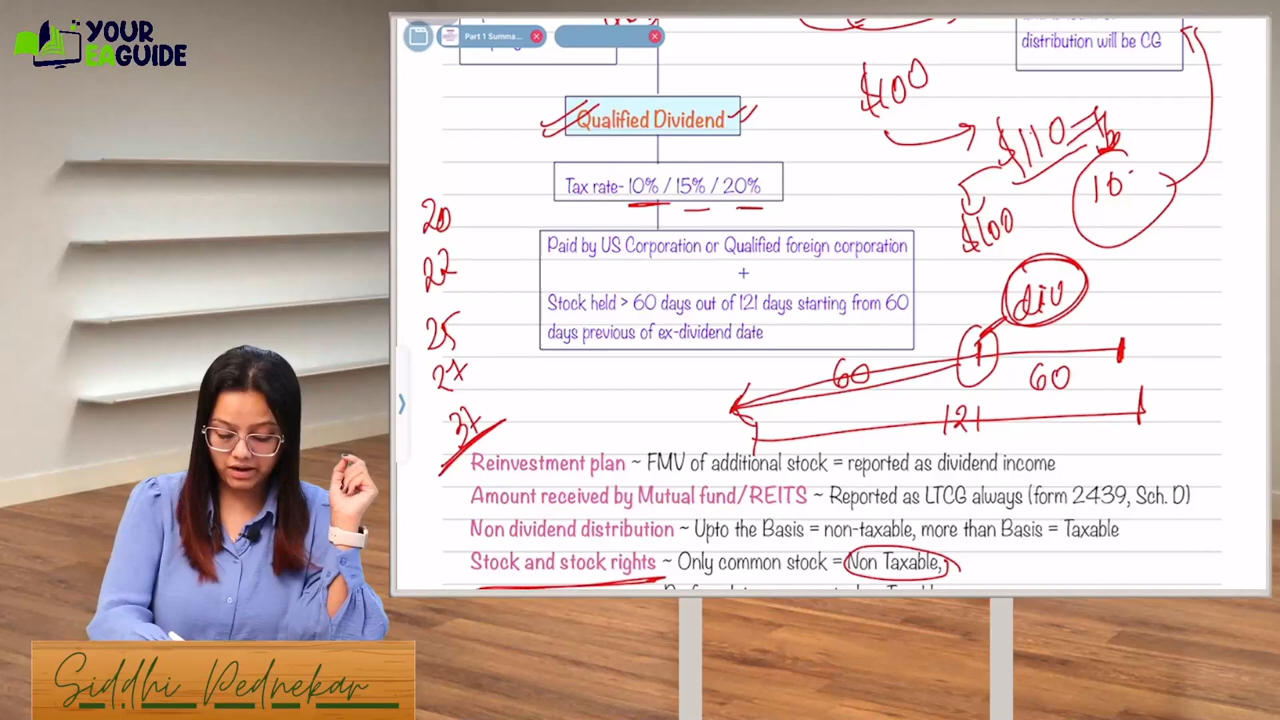 YOUR
EAGUIDE
Part 1 Summa...
distribution will be CG
$100
Qualified Dividend
$110
Tax rate- 10% / 15% / 20%
10
20
$100
Paid by US Corporation or Qualified foreign corporation
22
+
div
Stock held > 60 days out of 121 days starting from 60
days previous of ex-dividend date
25
1
27
60
60
37
121
Reinvestment plan ~ FMV of additional stock = reported as dividend income
Amount received by Mutual fund/REITS ~ Reported as LTCG always (form 2439, Sch. D)
Non dividend distribution ~ Upto the Basis = non-taxable, more than Basis = Taxable
Stock and stock rights ~ Only common stock = Non Taxable,
Siddhi Pednekar